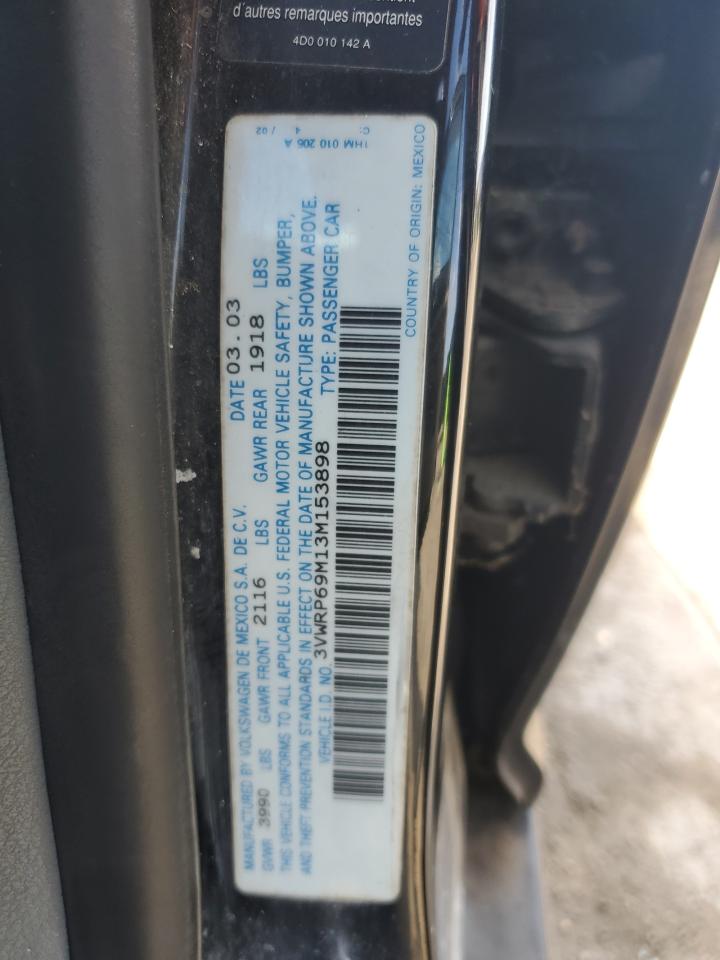 d'autres remarques importantes
4D0 010 142 A
MANUFACTURED BY VOLKSWAGEN DE MEXICO S.A. DE C.V. DATE 03.03
GVWR 3990 LBS GAWR FRONT 2116 LBS GAWR REAR 1918 LBS
THIS VEHICLE CONFORMS TO ALL APPLICABLE U.S. FEDERAL MOTOR VEHICLE SAFETY, BUMPER,
AND THEFT PREVENTION STANDARDS IN EFFECT ON THE DATE OF MANUFACTURE SHOWN ABOVE.
VEHICLE I.D. NO. 3VWRP69M13M153898 TYPE: PASSENGER CAR
COUNTRY OF ORIGIN: MEXICO
1HM 010 206 A C: 4 / 02